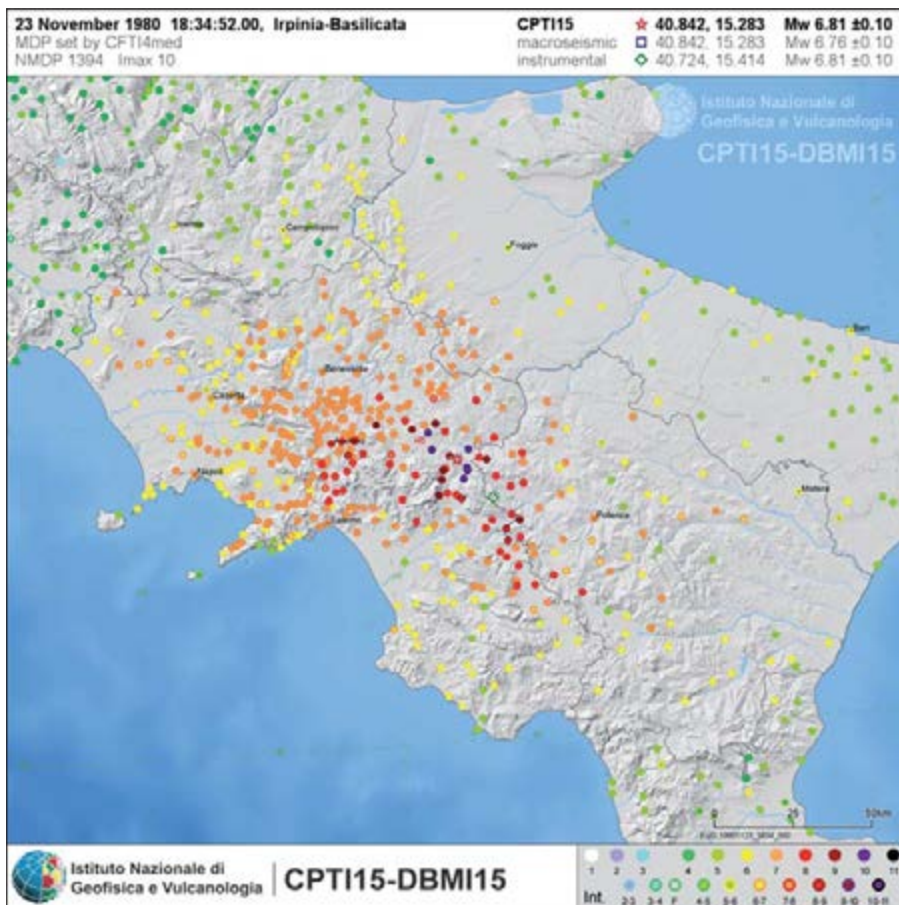 23 November 1980 18:34:52.00, Irpinia-Basilicata
MDP set by CFTI4med
NMDP 1394 Imax 10
CPTI15 40.842, 15.283 Mw 6.81 ±0.10
macroseismic 40.842, 15.283 Mw 6.76 ±0.10
instrumental 40.724, 15.414 Mw 6.81 ±0.10
Istituto Nazionale di
Geofisica e Vulcanologia
CPTI15-DBMI15
Campobasso
Foggia
Bari
Benevento
Caserta
Matera
Napoli
Potenza
Salerno
0 25 50km
Istituto Nazionale di
Geofisica e Vulcanologia
CPTI15-DBMI15
1 2 3 4 5 6 7 8 9 10 11
Int. 2-3 3-4 F 4-5 5-6 6-7 7-8 8-9 9-10 10-11